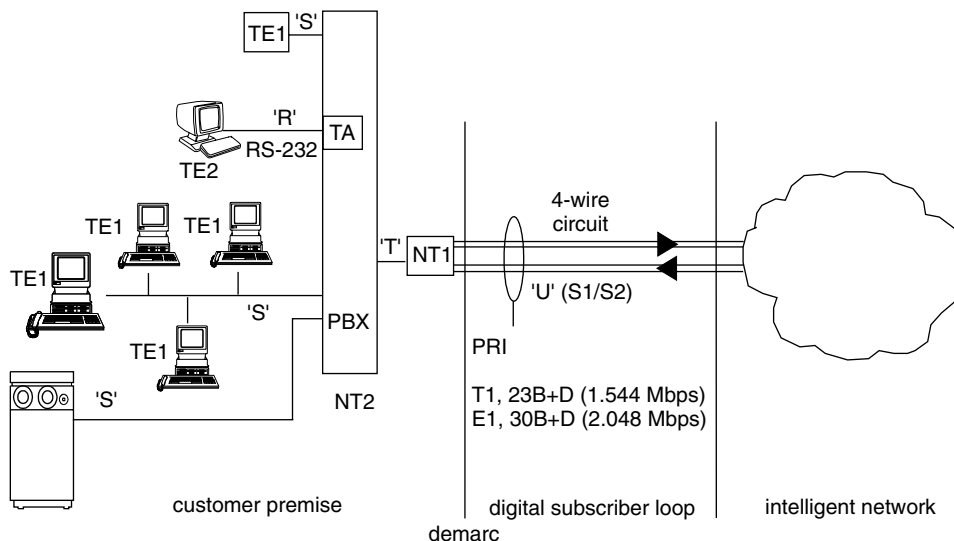 TE1
'S'
'R'
TA
RS-232
TE2
TE1
TE1
TE1
'S'
TE1
PBX
'S'
NT2
'T'
NT1
4-wire
circuit
'U' (S1/S2)
PRI
T1, 23B+D (1.544 Mbps)
E1, 30B+D (2.048 Mbps)
customer premise
digital subscriber loop
intelligent network
demarc